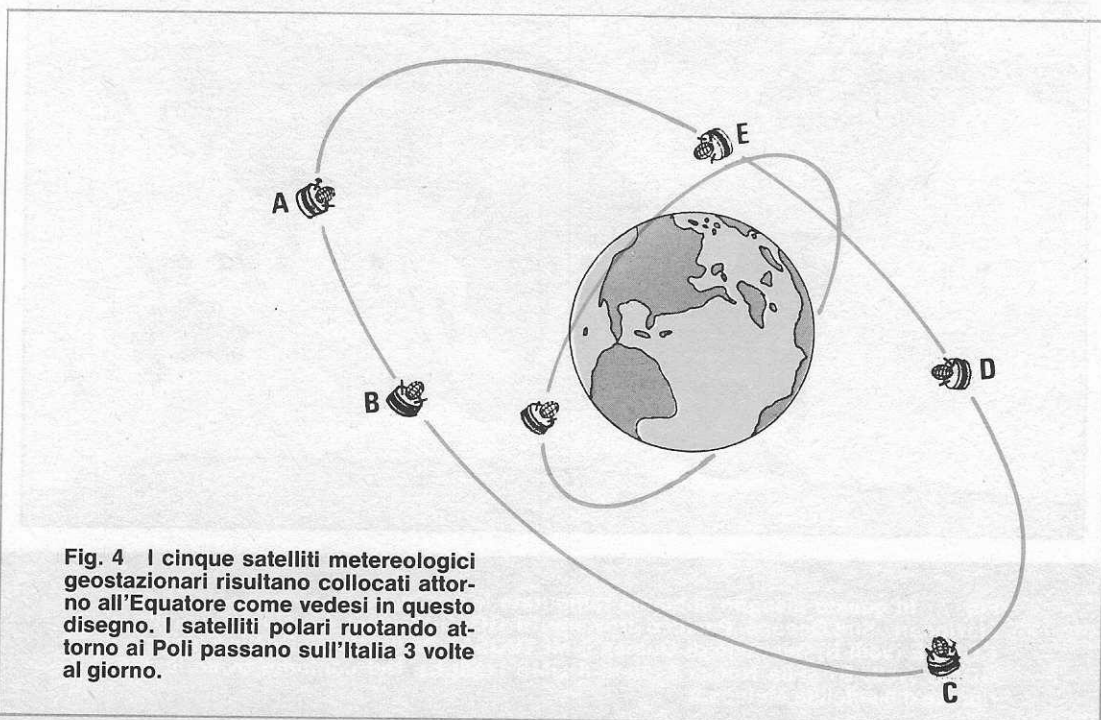 E
A
D
B
Fig. 4 I cinque satelliti metereologici
geostazionari risultano collocati attor-
no all'Equatore come vedesi in questo
disegno. I satelliti polari ruotando at-
torno ai Poli passano sull'Italia 3 volte
al giorno.
C